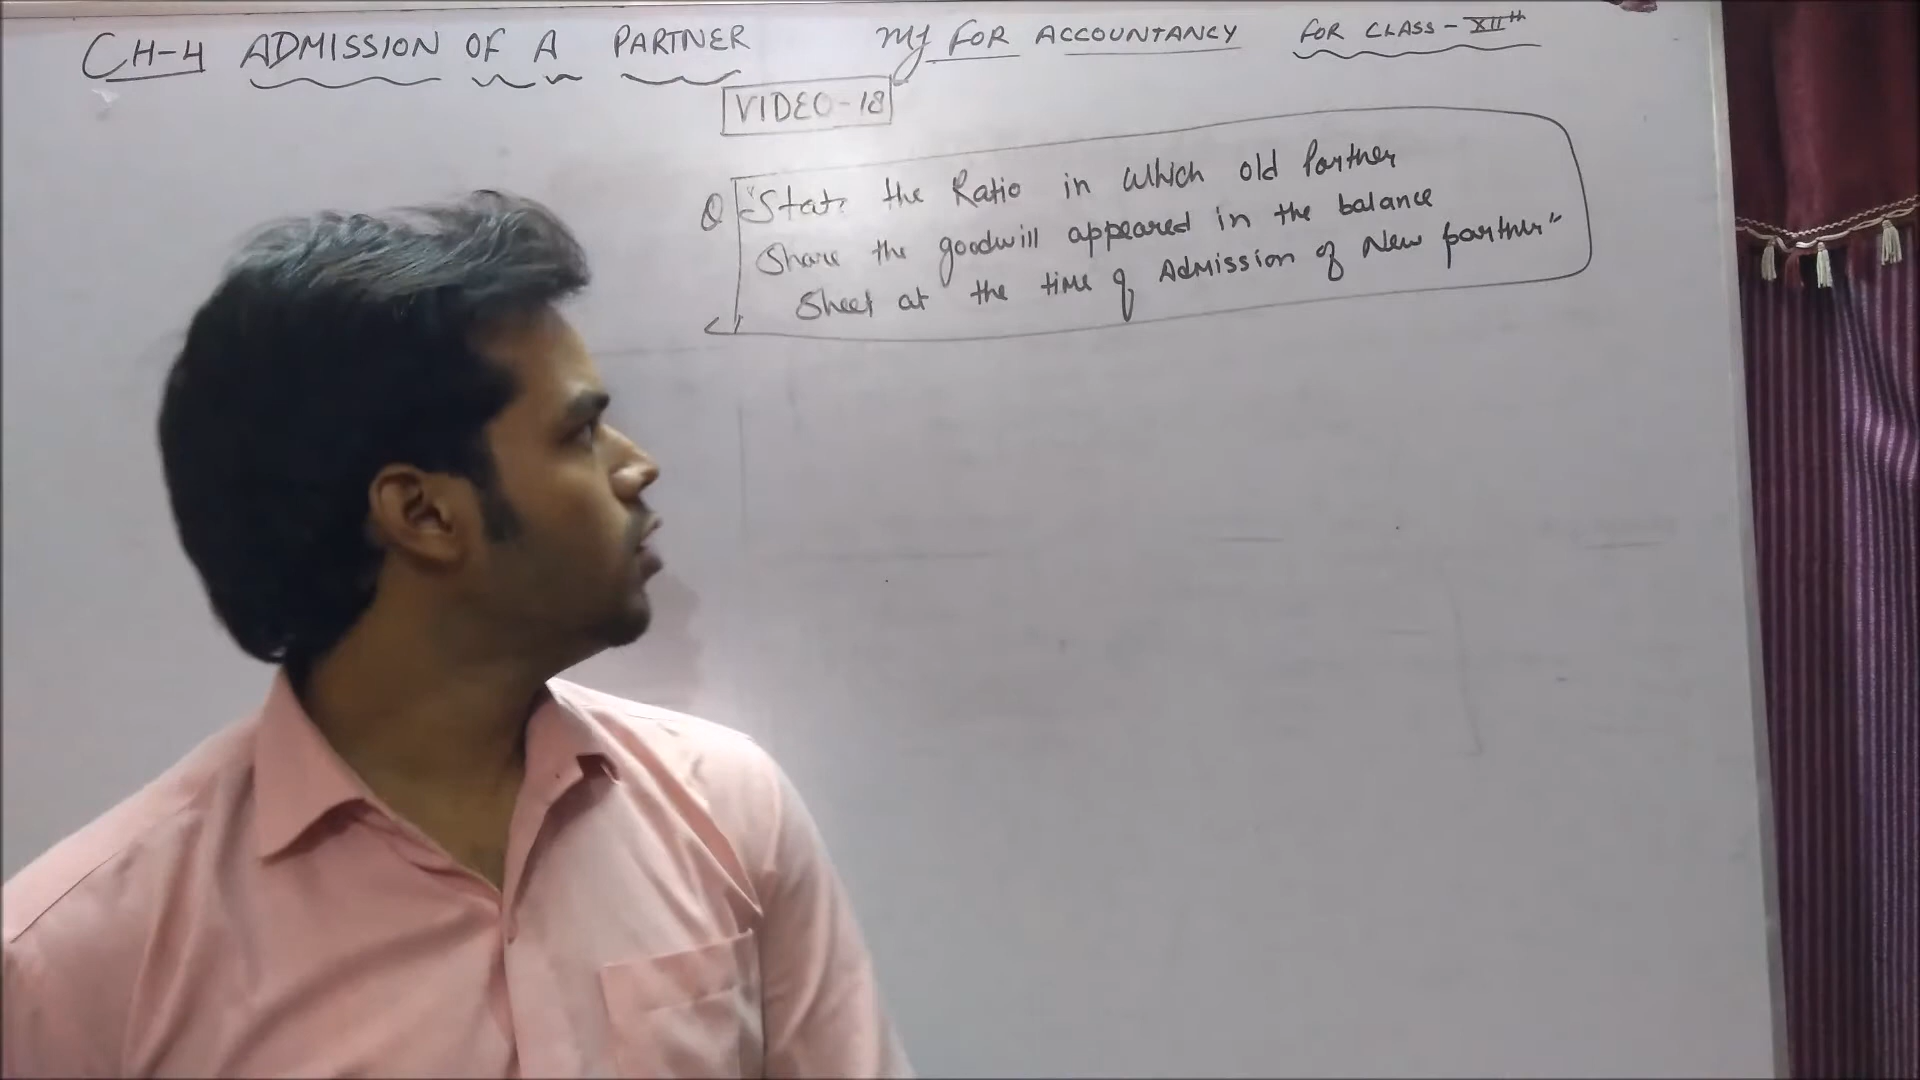 CH-4 ADMISSION OF A PARTNER MJ FOR ACCOUNTANCY FOR CLASS-XIIth
VIDEO-18
Q "State the Ratio in which old Partner
Share the goodwill appeared in the balance
Sheet at the time of Admission of New partner"